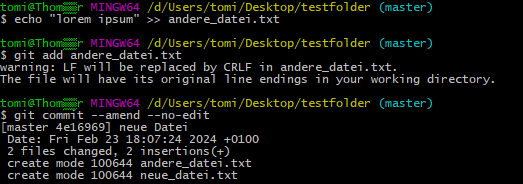 tomi@Thom▒▒r MINGW64 /d/Users/tomi/Desktop/testfolder (master)
$ echo "lorem ipsum" >> andere_datei.txt
tomi@Thom▒▒r MINGW64 /d/Users/tomi/Desktop/testfolder (master)
$ git add andere_datei.txt
warning: LF will be replaced by CRLF in andere_datei.txt.
The file will have its original line endings in your working directory.
tomi@Thom▒▒r MINGW64 /d/Users/tomi/Desktop/testfolder (master)
$ git commit --amend --no-edit
[master 4e16969] neue Datei
Date: Fri Feb 23 18:07:24 2024 +0100
2 files changed, 2 insertions(+)
create mode 100644 andere_datei.txt
create mode 100644 neue_datei.txt